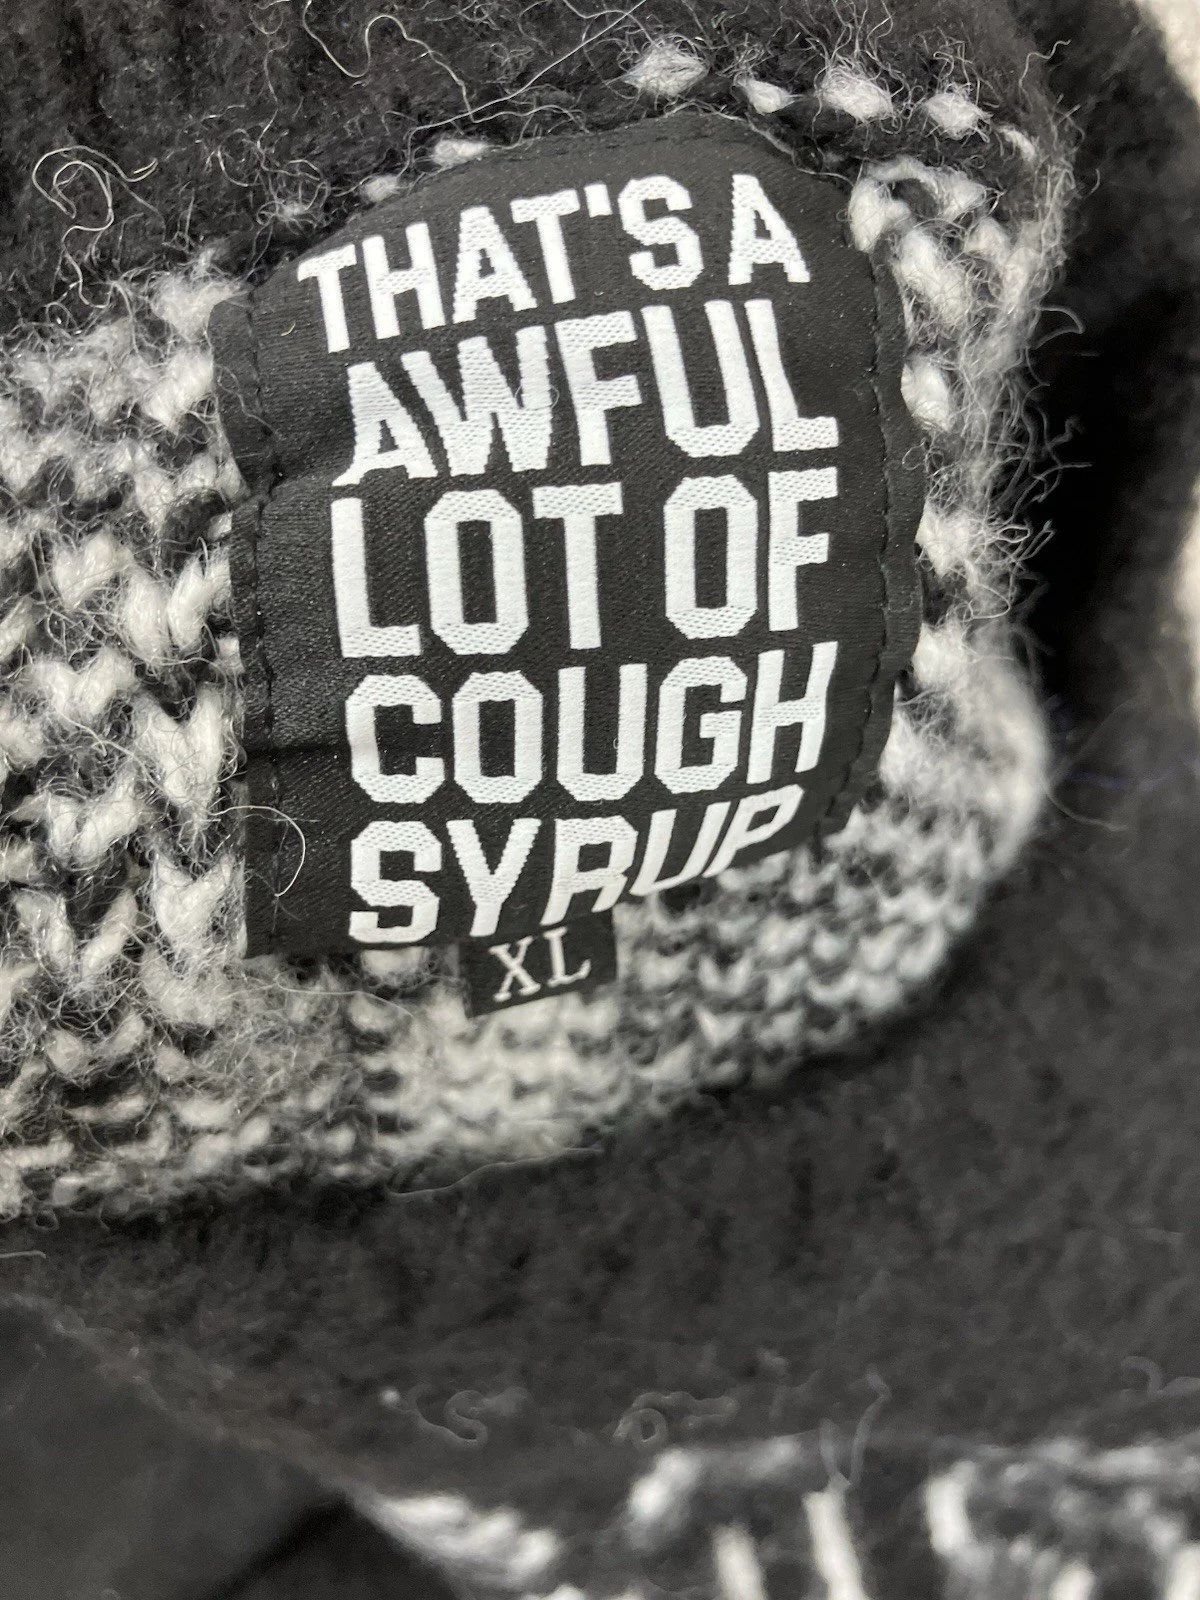 THAT'S A
AWFUL
LOT OF
COUGH
SYRUP
XL